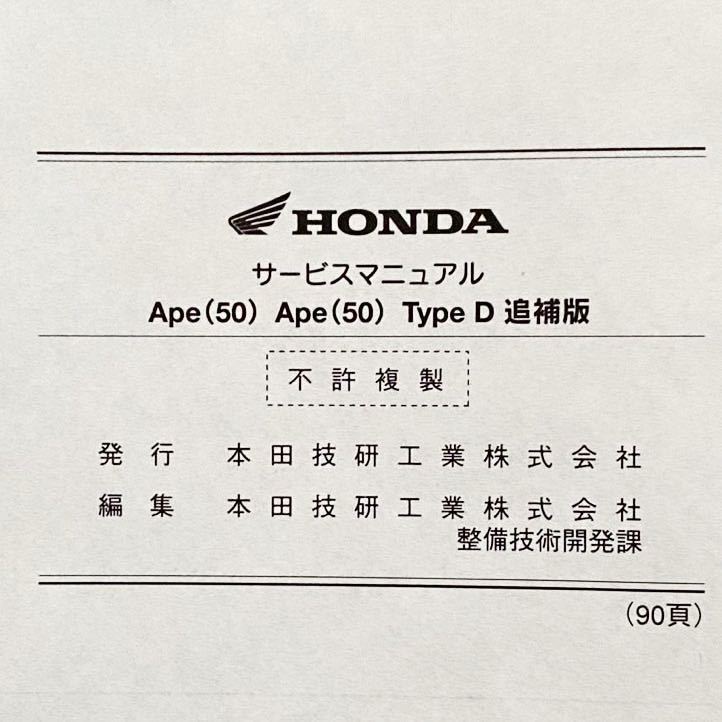 HONDA
サービスマニュアル
Ape(50) Ape(50) Type D 追補版
不許複製
発行 本田技研工業株式会社
編集 本田技研工業株式会社
整備技術開発課
(90頁)